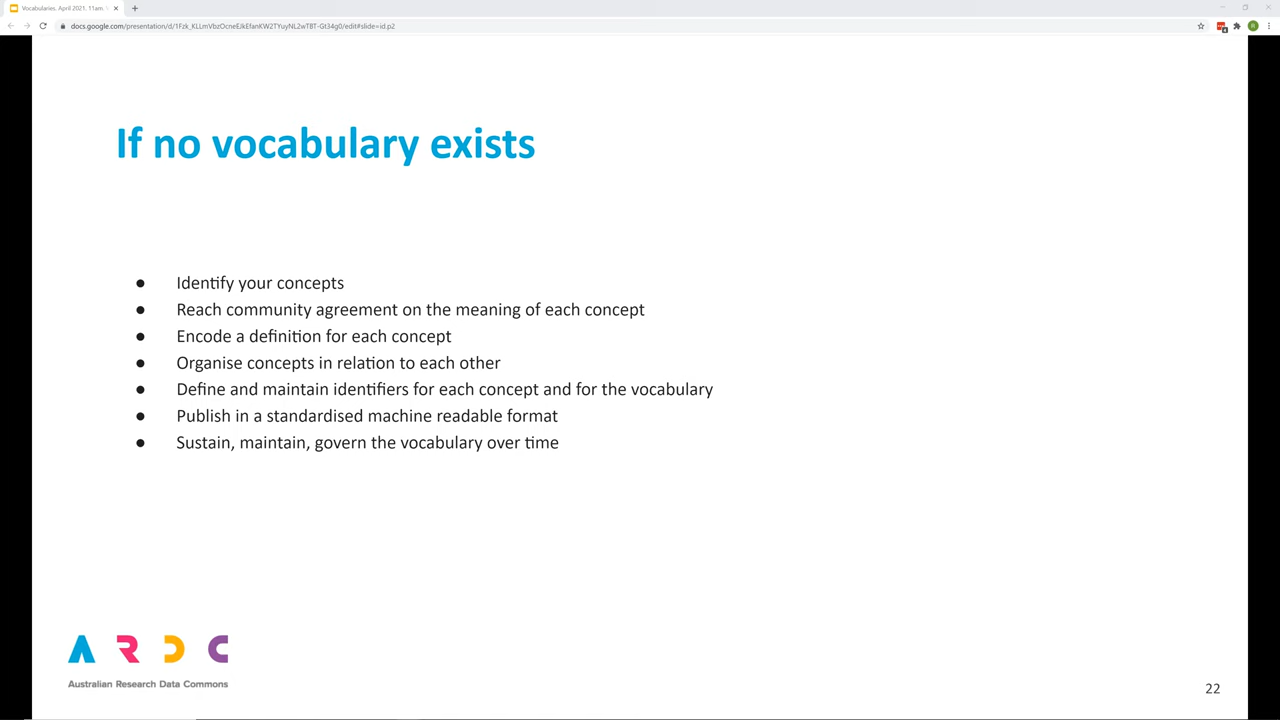 Vocabularies. April 2021. 11am.
docs.google.com/presentation/d/1Fzk_KLLmVbzOcneEJkEfanKW2TYuyNL2wTBT-Gt34g0/edit#slide=id.p2
If no vocabulary exists
● Identify your concepts
● Reach community agreement on the meaning of each concept
● Encode a definition for each concept
● Organise concepts in relation to each other
● Define and maintain identifiers for each concept and for the vocabulary
● Publish in a standardised machine readable format
● Sustain, maintain, govern the vocabulary over time
A R D C
Australian Research Data Commons
22